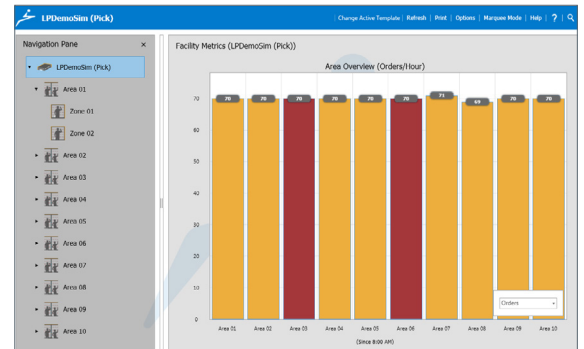 LPDemoSim (Pick)
Change Active Template | Refresh | Print | Options | Marquee Mode | Help | ?
Navigation Pane x
LPDemoSim (Pick)
Area 01
Zone 01
Zone 02
Area 02
Area 03
Area 04
Area 05
Area 06
Area 07
Area 08
Area 09
Area 10
Facility Metrics (LPDemoSim (Pick))
Area Overview (Orders/Hour)
70 70 70 70 70 70 71 69 70 70
70
60
50
40
30
20
10
0
Orders
Area 01 Area 02 Area 03 Area 04 Area 05 Area 06 Area 07 Area 08 Area 09 Area 10
(Since 8:00 AM)